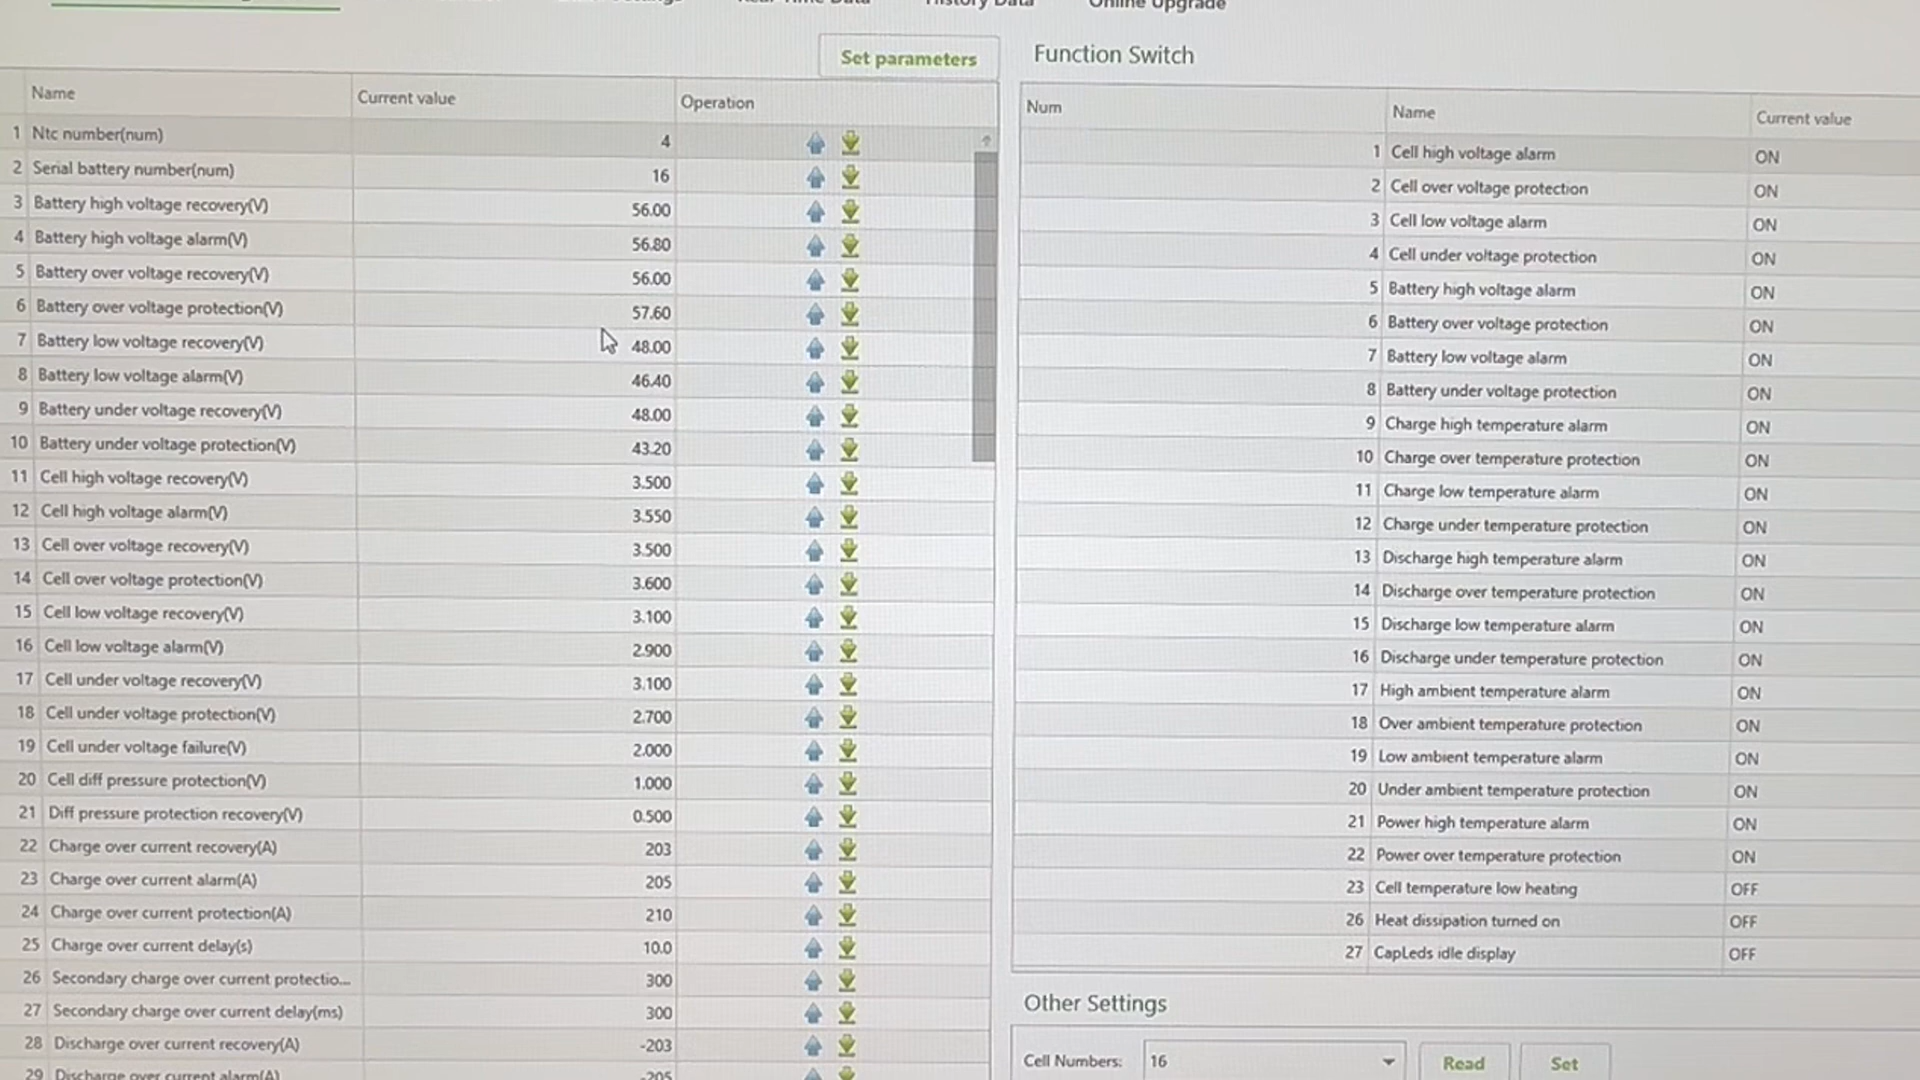 Real Time Data History Data Online Upgrade
Set parameters
Name Current value Operation
1 Ntc number(num) 4
2 Serial battery number(num) 16
3 Battery high voltage recovery(V) 56.00
4 Battery high voltage alarm(V) 56.80
5 Battery over voltage recovery(V) 56.00
6 Battery over voltage protection(V) 57.60
7 Battery low voltage recovery(V) 48.00
8 Battery low voltage alarm(V) 46.40
9 Battery under voltage recovery(V) 48.00
10 Battery under voltage protection(V) 43.20
11 Cell high voltage recovery(V) 3.500
12 Cell high voltage alarm(V) 3.550
13 Cell over voltage recovery(V) 3.500
14 Cell over voltage protection(V) 3.600
15 Cell low voltage recovery(V) 3.100
16 Cell low voltage alarm(V) 2.900
17 Cell under voltage recovery(V) 3.100
18 Cell under voltage protection(V) 2.700
19 Cell under voltage failure(V) 2.000
20 Cell diff pressure protection(V) 1.000
21 Diff pressure protection recovery(V) 0.500
22 Charge over current recovery(A) 203
23 Charge over current alarm(A) 205
24 Charge over current protection(A) 210
25 Charge over current delay(s) 10.0
26 Secondary charge over current protectio... 300
27 Secondary charge over current delay(ms) 300
28 Discharge over current recovery(A) -203
29 Discharge over current alarm(A) -205
Function Switch
Num Name Current value
1 Cell high voltage alarm ON
2 Cell over voltage protection ON
3 Cell low voltage alarm ON
4 Cell under voltage protection ON
5 Battery high voltage alarm ON
6 Battery over voltage protection ON
7 Battery low voltage alarm ON
8 Battery under voltage protection ON
9 Charge high temperature alarm ON
10 Charge over temperature protection ON
11 Charge low temperature alarm ON
12 Charge under temperature protection ON
13 Discharge high temperature alarm ON
14 Discharge over temperature protection ON
15 Discharge low temperature alarm ON
16 Discharge under temperature protection ON
17 High ambient temperature alarm ON
18 Over ambient temperature protection ON
19 Low ambient temperature alarm ON
20 Under ambient temperature protection ON
21 Power high temperature alarm ON
22 Power over temperature protection ON
23 Cell temperature low heating OFF
26 Heat dissipation turned on OFF
27 CapLeds idle display OFF
Other Settings
Cell Numbers: 16 Read Set